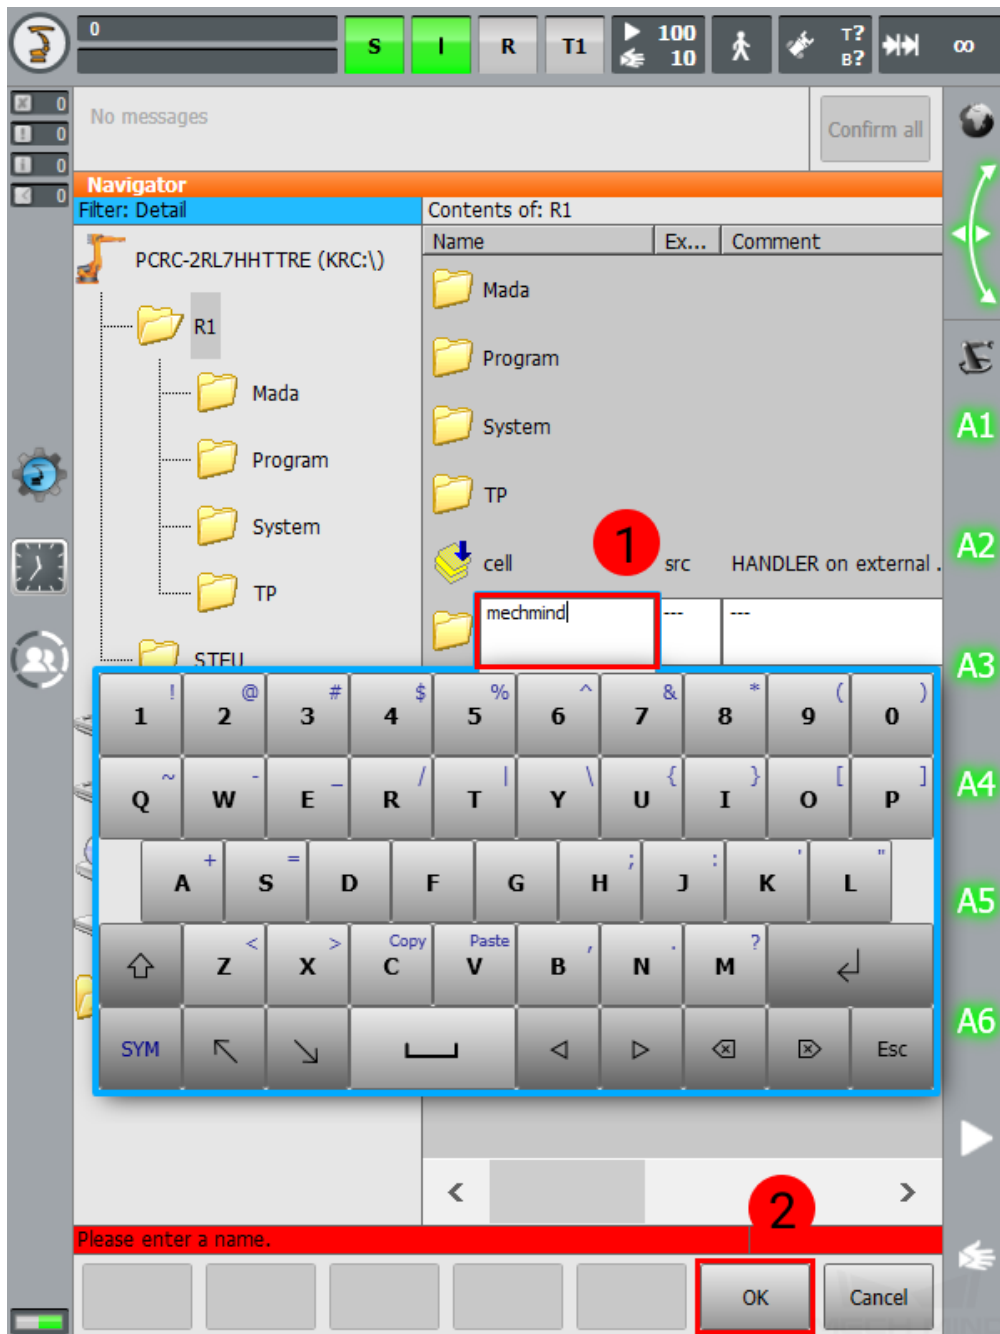 0
S I R T1 100 10 T? B? ∞
0
0
0
0
No messages
Confirm all
Navigator
Filter: Detail
Contents of: R1
Name Ex... Comment
PCRC-2RL7HHTTRE (KRC:\)
R1
Mada
Program
System
TP
STEU
Mada
Program
System
TP
cell src HANDLER on external .
mechmind --- ---
1
A1
A2
A3
A4
A5
A6
! @ # $ % ^ & * ( )
1 2 3 4 5 6 7 8 9 0
~ - _ / | \ { } [ ]
Q W E R T Y U I O P
+ = ; : ' "
A S D F G H J K L
< > Copy Paste , . ?
Z X C V B N M
SYM Esc
2
Please enter a name.
OK Cancel